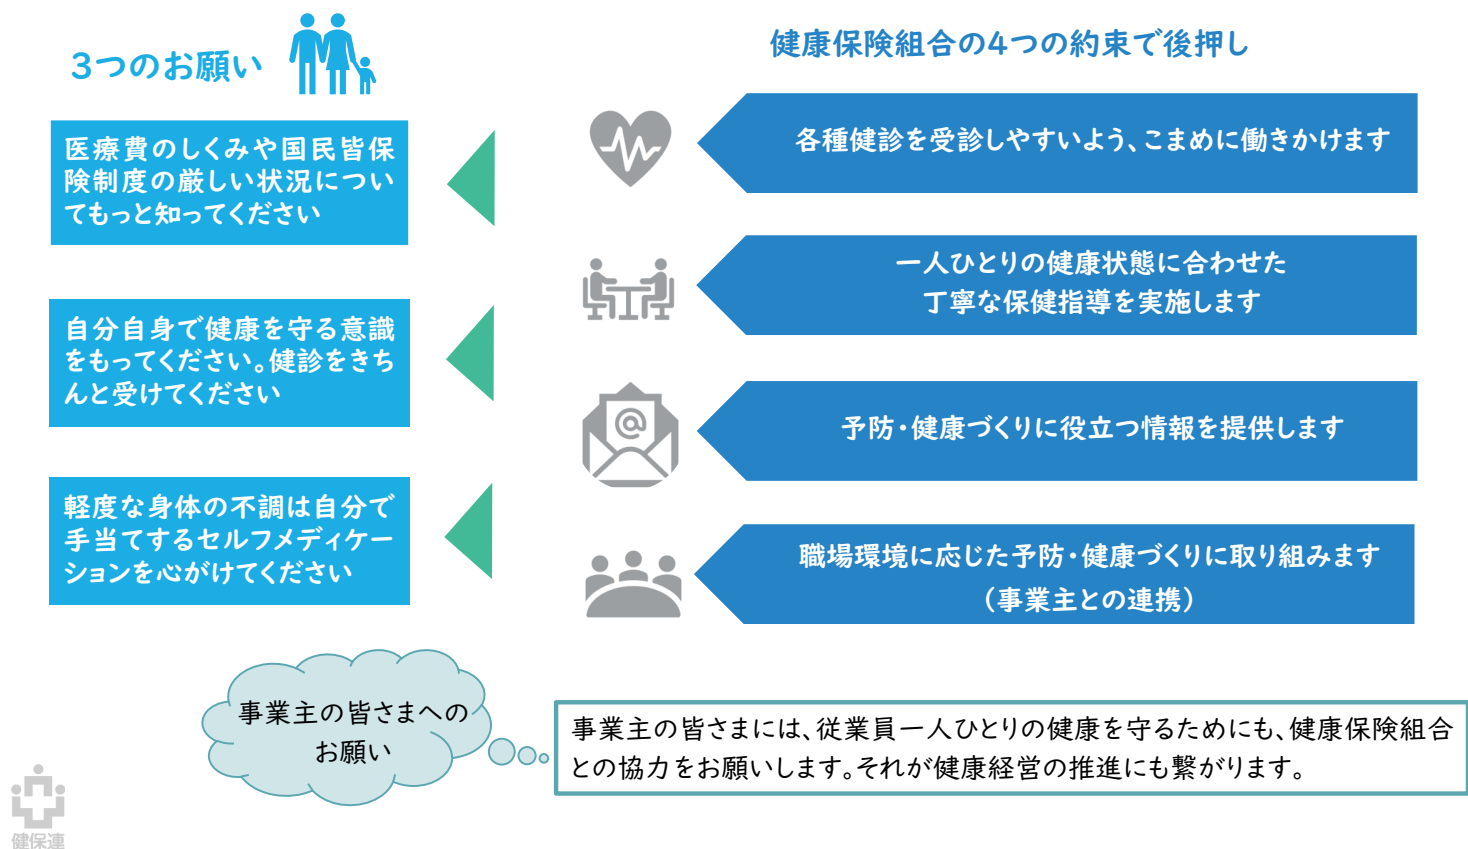 3つのお願い
医療費のしくみや国民皆保
険制度の厳しい状況につい
てもっと知ってください
自分自身で健康を守る意識
をもってください。健診をきち
んと受けてください
軽度な身体の不調は自分で
手当てするセルフメディケー
ションを心がけてください
健康保険組合の4つの約束で後押し
各種健診を受診しやすいよう、こまめに働きかけます
一人ひとりの健康状態に合わせた
丁寧な保健指導を実施します
@
予防・健康づくりに役立つ情報を提供します
職場環境に応じた予防・健康づくりに取り組みます
（事業主との連携）
事業主の皆さまへの
お願い
事業主の皆さまには、従業員一人ひとりの健康を守るためにも、健康保険組合
との協力をお願いします。それが健康経営の推進にも繋がります。
健保連